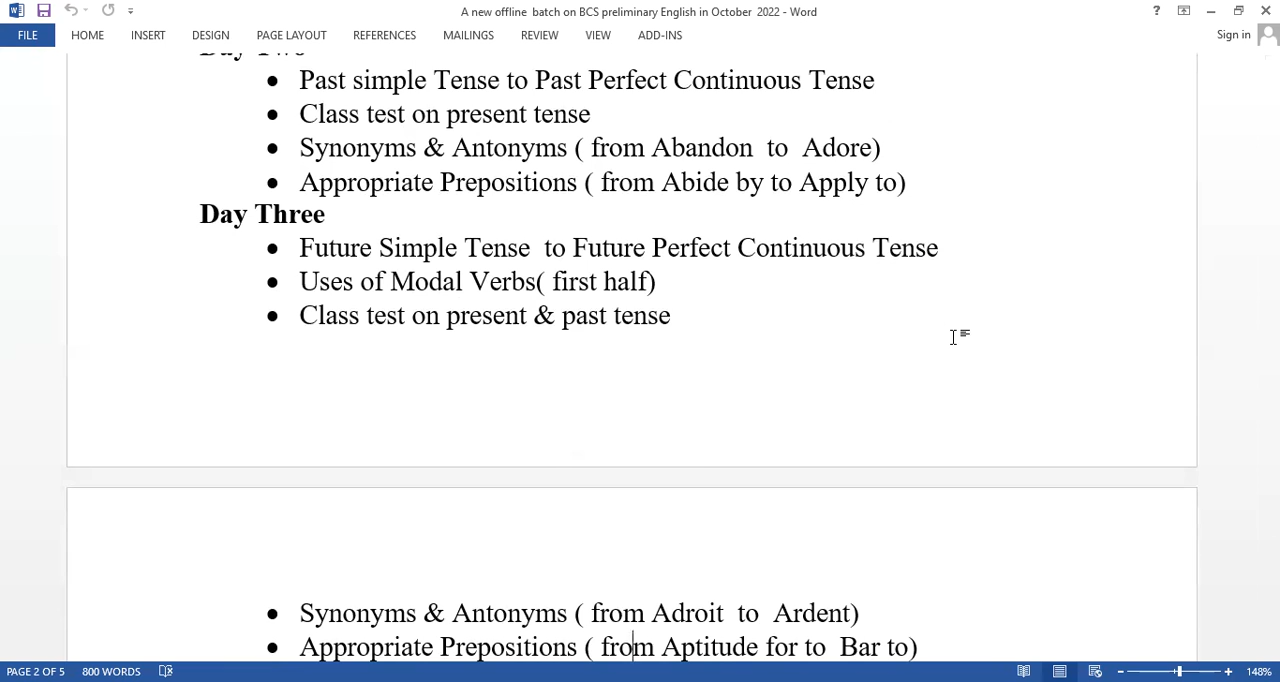 A new offline  batch on BCS preliminary English in October  2022 - Word
?
FILE HOME INSERT DESIGN PAGE LAYOUT REFERENCES MAILINGS REVIEW VIEW ADD-INS Sign in
Day Two
• Past simple Tense to Past Perfect Continuous Tense
• Class test on present tense
• Synonyms & Antonyms ( from Abandon  to  Adore)
• Appropriate Prepositions ( from Abide by to Apply to)
Day Three
• Future Simple Tense  to Future Perfect Continuous Tense
• Uses of Modal Verbs( first half)
• Class test on present & past tense
• Synonyms & Antonyms ( from Adroit  to  Ardent)
• Appropriate Prepositions ( from Aptitude for to  Bar to)
PAGE 2 OF 5 800 WORDS 148%